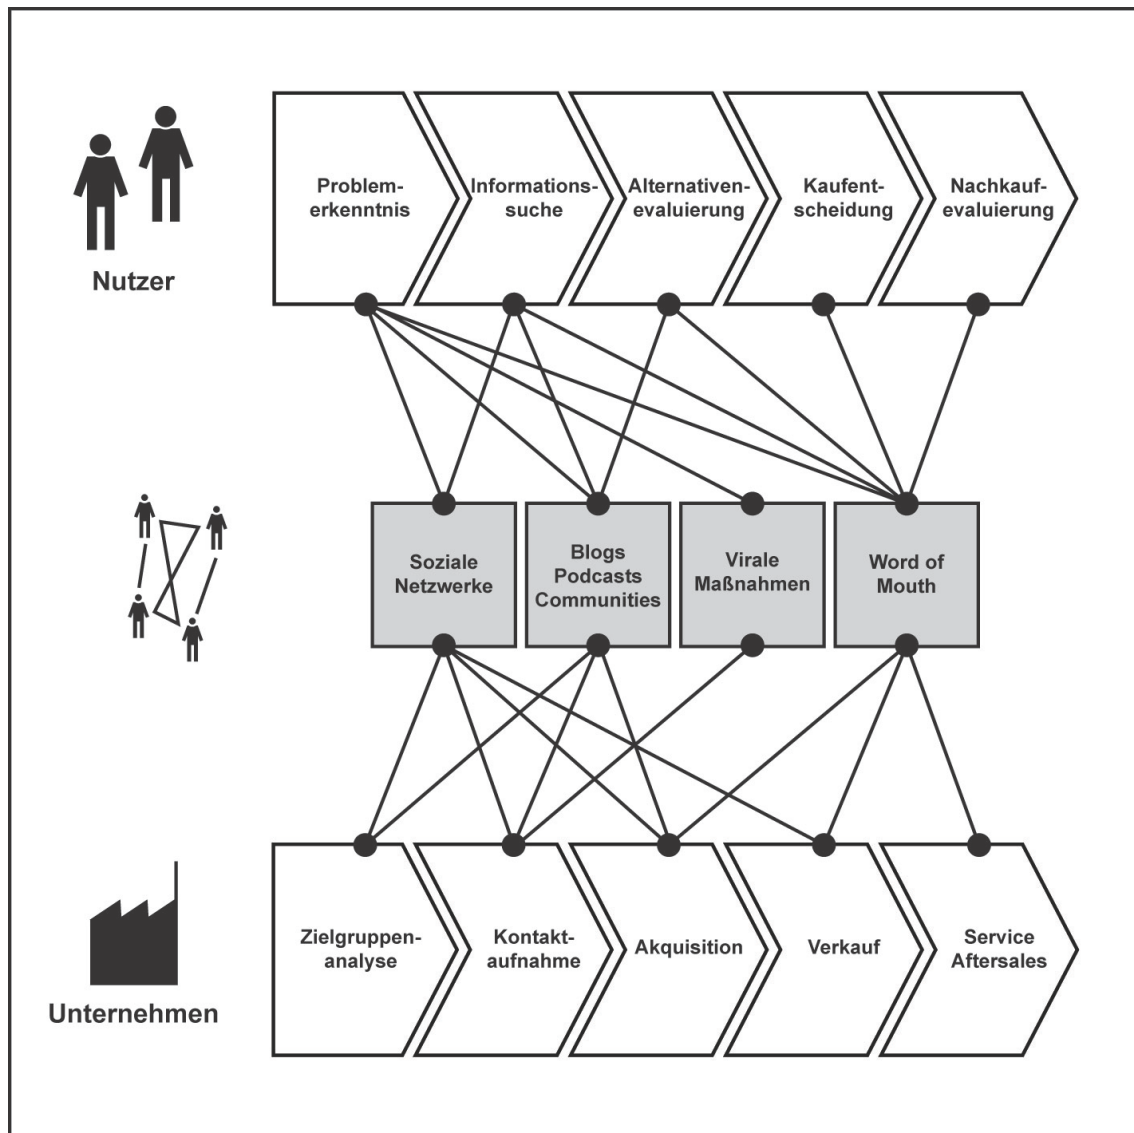 Problem-
erkenntnis
Informations-
suche
Alternativen-
evaluierung
Kaufent-
scheidung
Nachkauf-
evaluierung
Nutzer
Soziale
Netzwerke
Blogs
Podcasts
Communities
Virale
Maßnahmen
Word of
Mouth
Zielgruppen-
analyse
Kontakt-
aufnahme
Akquisition
Verkauf
Service
Aftersales
Unternehmen